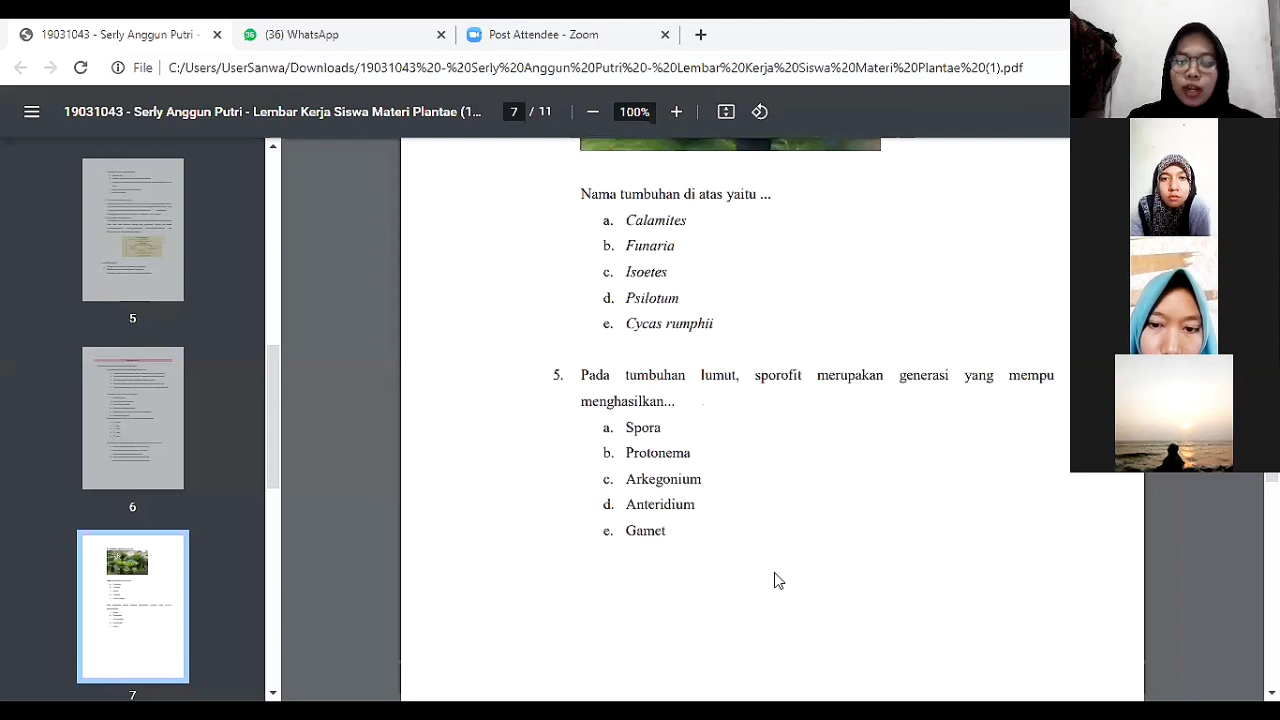 19031043 - Serly Anggun Putri -
(36) WhatsApp
Post Attendee - Zoom
File C:/Users/UserSanwa/Downloads/19031043%20-%20Serly%20Anggun%20Putri%20-%20Lembar%20Kerja%20Siswa%20Materi%20Plantae%20(1).pdf
19031043 - Serly Anggun Putri - Lembar Kerja Siswa Materi Plantae (1...
7 / 11
100%
Nama tumbuhan di atas yaitu ...
a. Calamites
b. Funaria
c. Isoetes
d. Psilotum
e. Cycas rumphii
5. Pada tumbuhan lumut, sporofit merupakan generasi yang mempu
menghasilkan...
a. Spora
b. Protonema
c. Arkegonium
d. Anteridium
e. Gamet
5
6
7